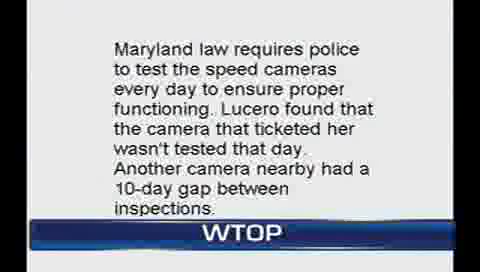 Maryland law requires police
to test the speed cameras
every day to ensure proper
functioning. Lucero found that
the camera that ticketed her
wasn't tested that day.
Another camera nearby had a
10-day gap between
inspections.
WTOP